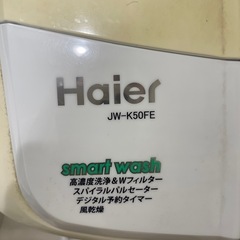 Haier
JW-K50FE
smart wash
高濃度洗浄＆Wフィルター
スパイラルパルセーター
デジタル予約タイマー
風乾燥